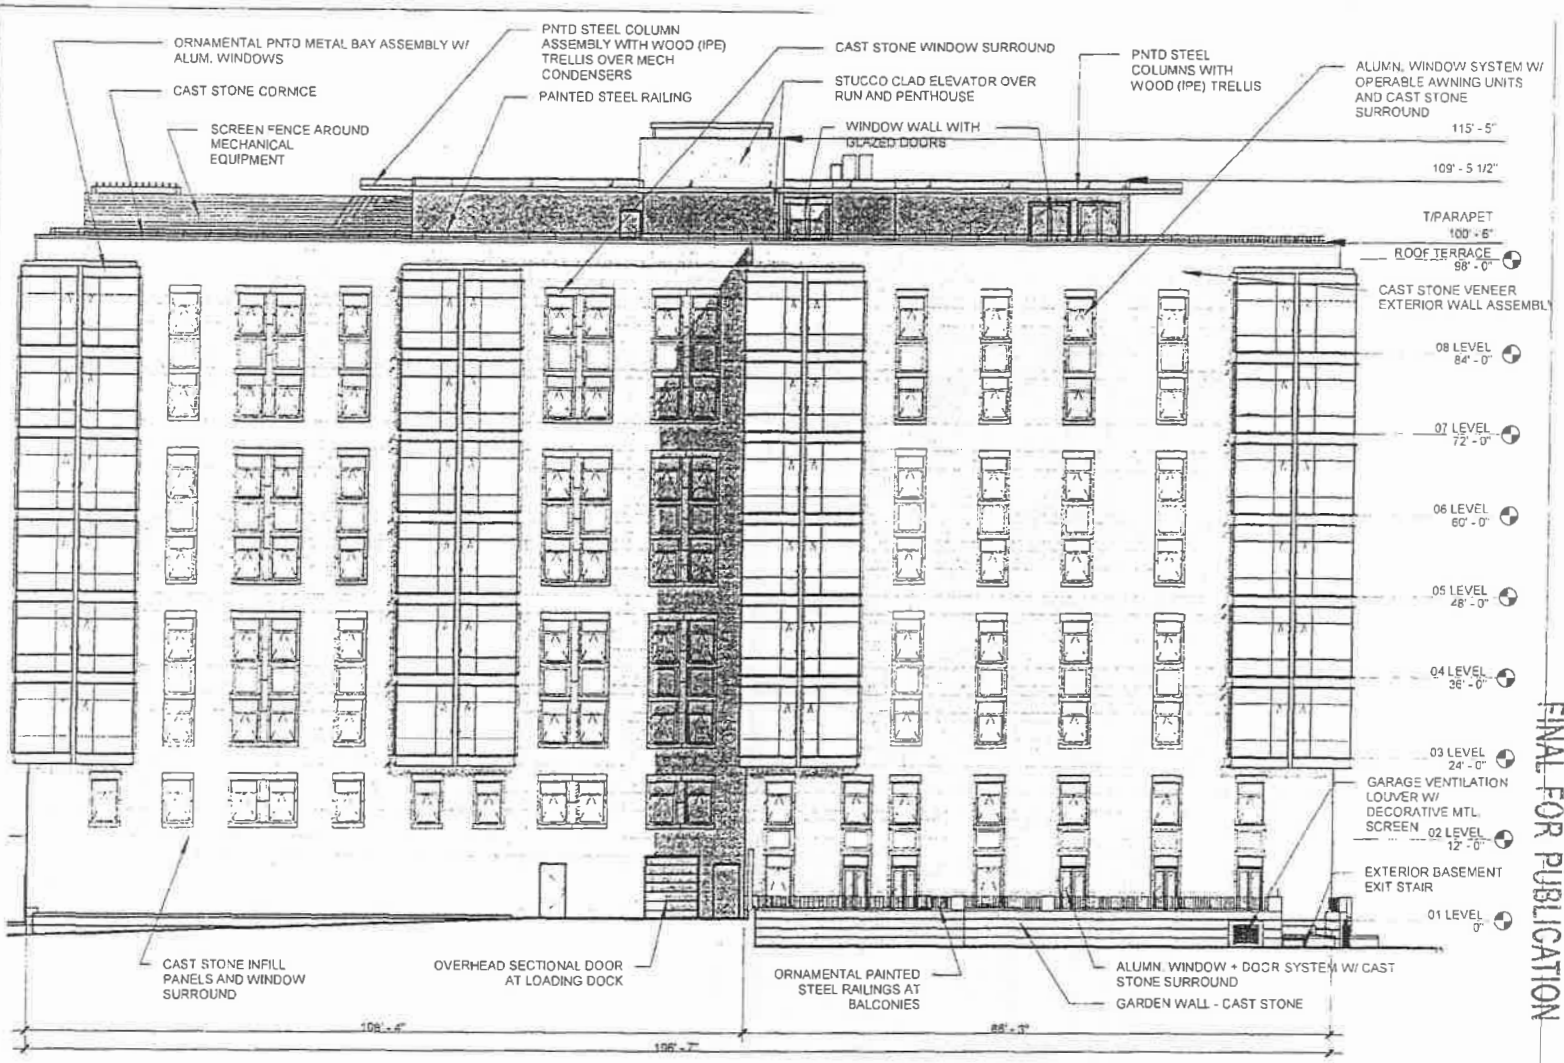 ORNAMENTAL PNTD METAL BAY ASSEMBLY W/
ALUM. WINDOWS
CAST STONE CORNICE
SCREEN FENCE AROUND
MECHANICAL
EQUIPMENT
PNTD STEEL COLUMN
ASSEMBLY WITH WOOD (IPE)
TRELLIS OVER MECH
CONDENSERS
PAINTED STEEL RAILING
CAST STONE WINDOW SURROUND
STUCCO CLAD ELEVATOR OVER
RUN AND PENTHOUSE
WINDOW WALL WITH
GLAZED DOORS
PNTD STEEL
COLUMNS WITH
WOOD (IPE) TRELLIS
ALUMN. WINDOW SYSTEM W/
OPERABLE AWNING UNITS
AND CAST STONE
SURROUND
115' - 5"
109' - 5 1/2"
T/PARAPET
100' - 6"
ROOF TERRACE
98' - 0"
CAST STONE VENEER
EXTERIOR WALL ASSEMBLY
08 LEVEL
84' - 0"
07 LEVEL
72' - 0"
06 LEVEL
60' - 0"
05 LEVEL
48' - 0"
04 LEVEL
36' - 0"
03 LEVEL
24' - 0"
GARAGE VENTILATION
LOUVER W/
DECORATIVE MTL.
SCREEN
02 LEVEL
12' - 0"
EXTERIOR BASEMENT
EXIT STAIR
01 LEVEL
0"
CAST STONE INFILL
PANELS AND WINDOW
SURROUND
OVERHEAD SECTIONAL DOOR
AT LOADING DOCK
ORNAMENTAL PAINTED
STEEL RAILINGS AT
BALCONIES
ALUMN. WINDOW + DOOR SYSTEM W/ CAST
STONE SURROUND
GARDEN WALL - CAST STONE
108' - 4"
88' - 3"
196' - 7"
FINAL FOR PUBLICATION